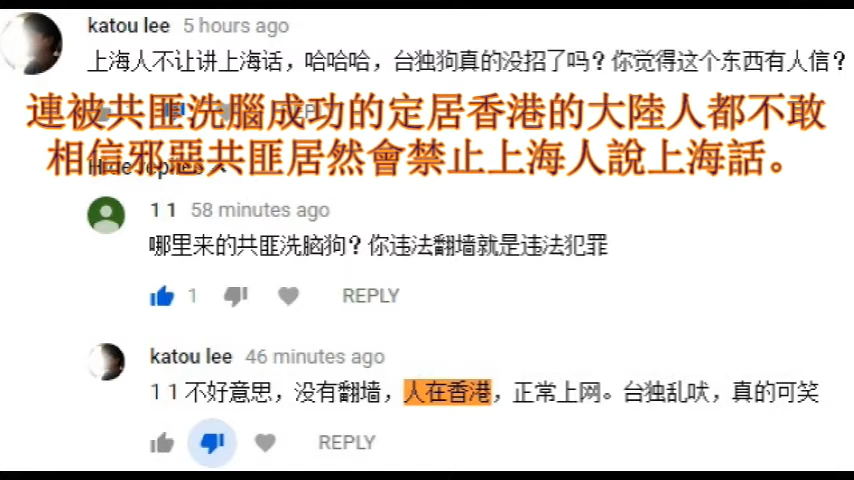 katou lee 5 hours ago
上海人不让讲上海话，哈哈哈，台独狗真的没招了吗？你觉得这个东西有人信？
連被共匪洗腦成功的定居香港的大陸人都不敢
相信邪惡共匪居然會禁止上海人說上海話。
Hide replies
1 1 58 minutes ago
哪里来的共匪洗脑狗？你违法翻墙就是违法犯罪
1 REPLY
katou lee 46 minutes ago
1 1 不好意思，没有翻墙，人在香港，正常上网。台独乱吠，真的可笑
REPLY